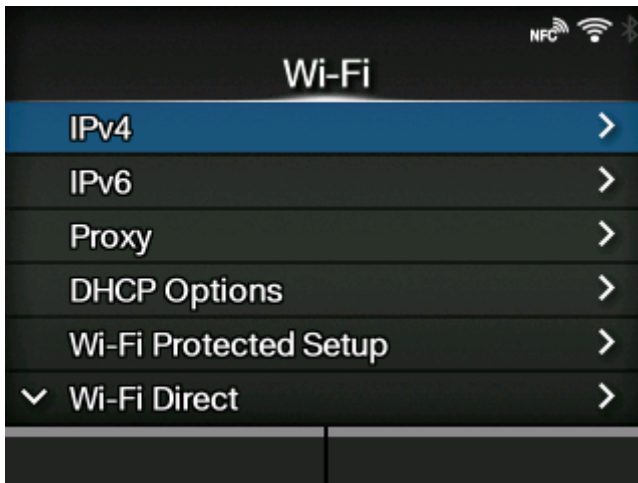 NFC
Wi-Fi
IPv4
IPv6
Proxy
DHCP Options
Wi-Fi Protected Setup
Wi-Fi Direct